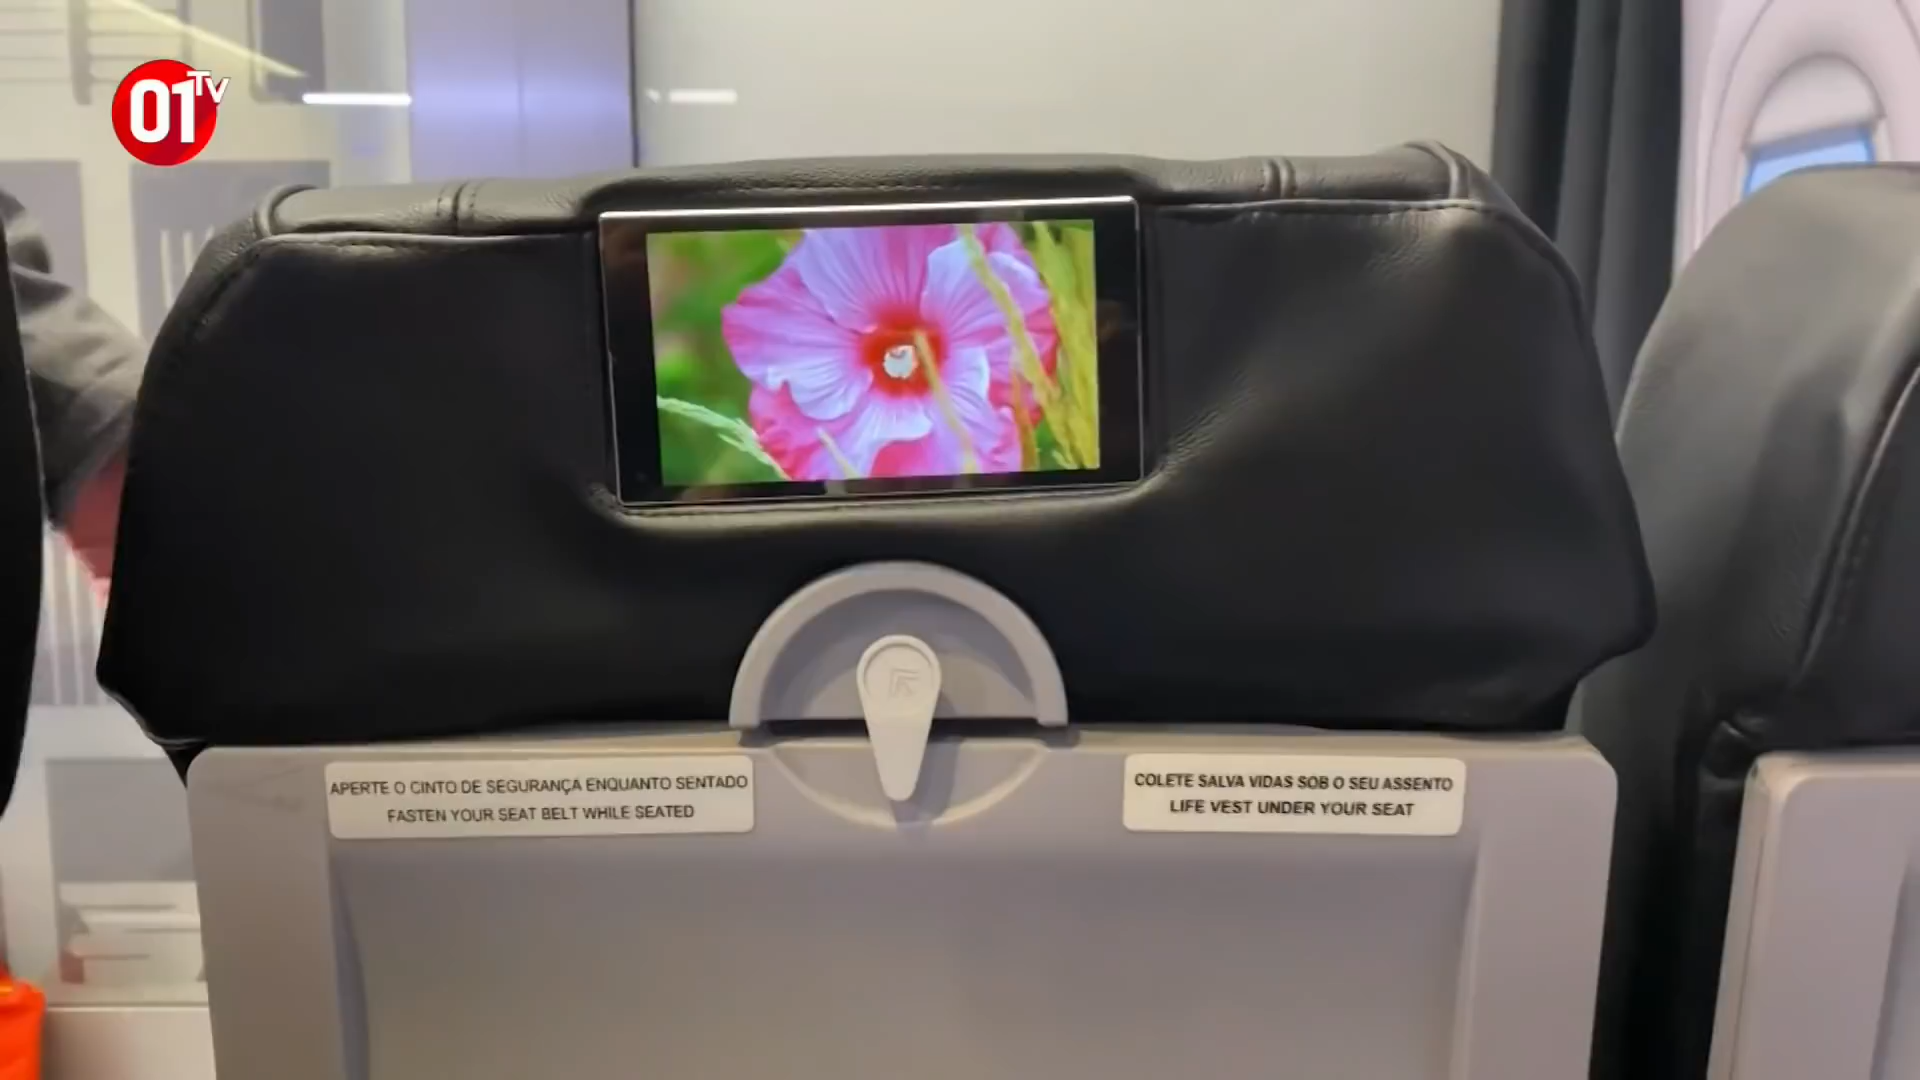 01TV
APERTE O CINTO DE SEGURANÇA ENQUANTO SENTADO
FASTEN YOUR SEAT BELT WHILE SEATED
COLETE SALVA VIDAS SOB O SEU ASSENTO
LIFE VEST UNDER YOUR SEAT